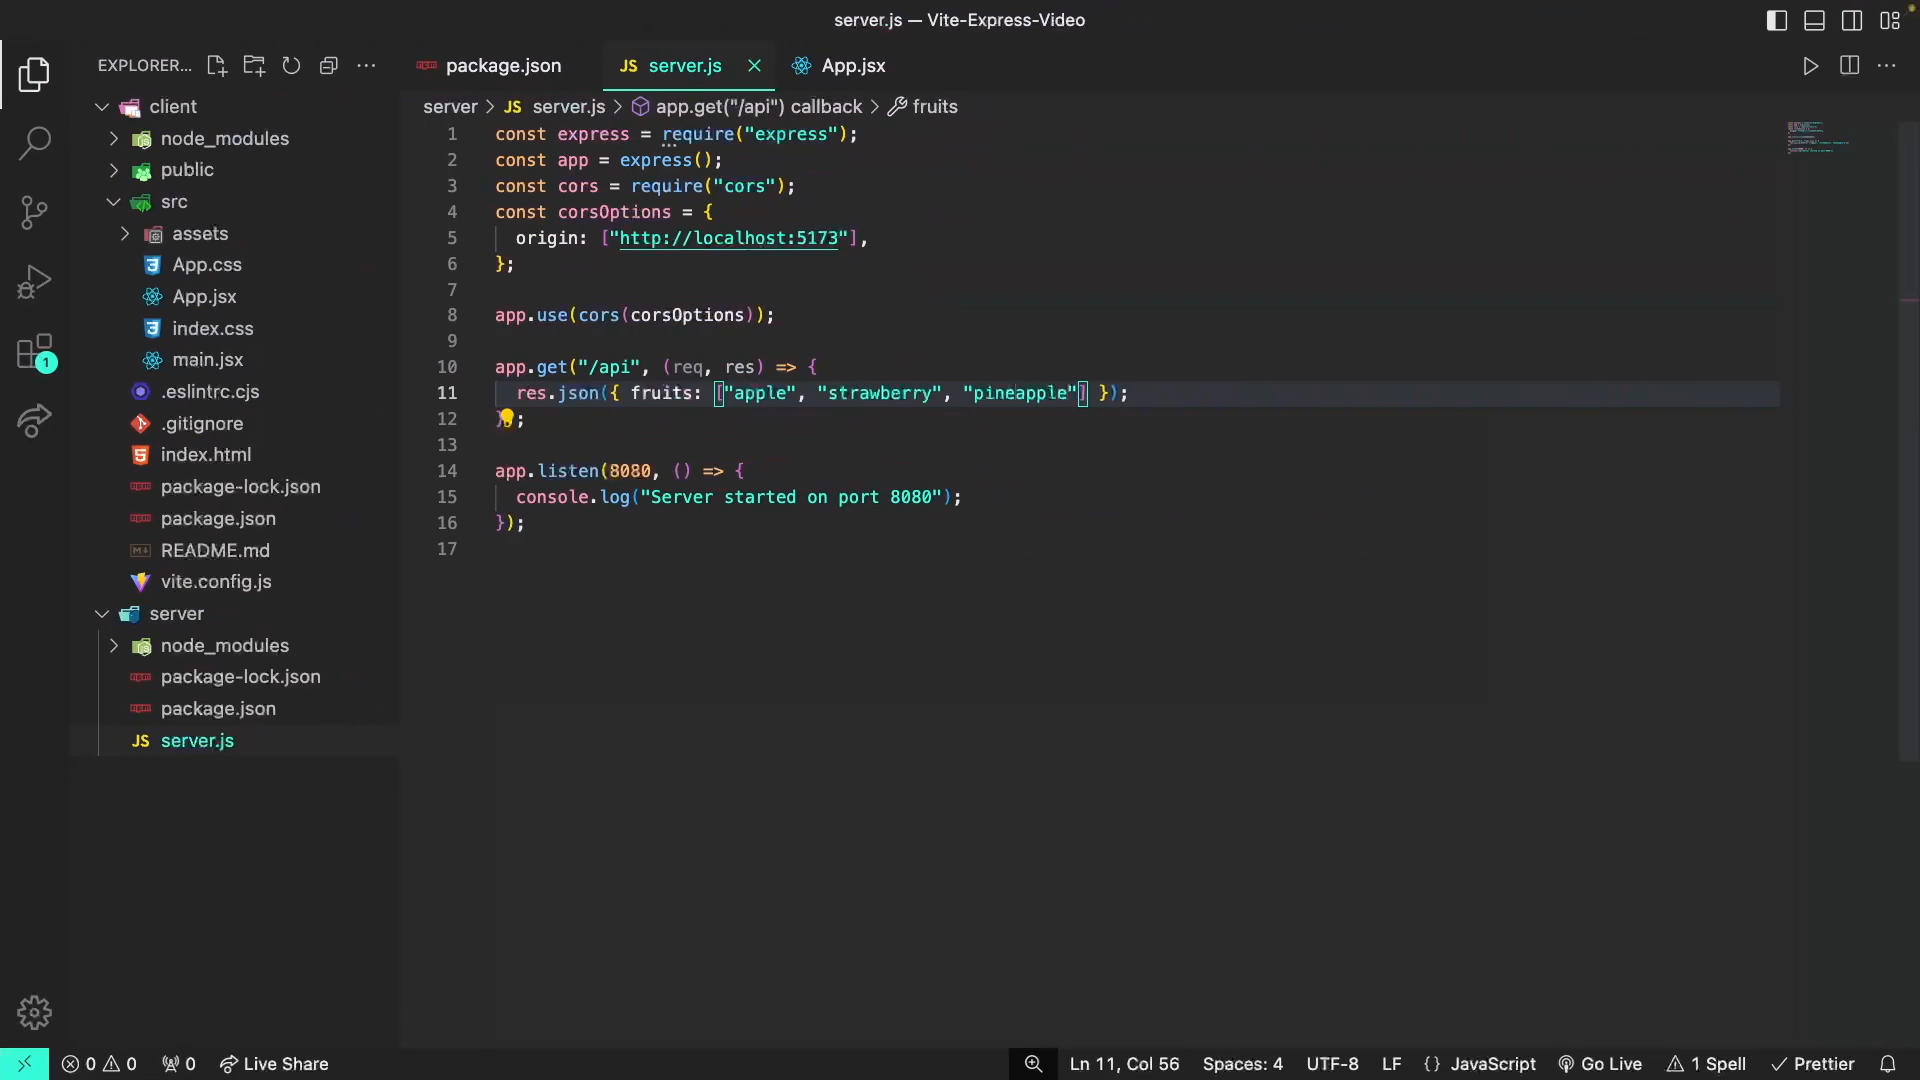 server.js — Vite-Express-Video
EXPLORER...
package.json
JS server.js
App.jsx
server > JS server.js > app.get("/api") callback > fruits
client
node_modules
public
src
assets
App.css
App.jsx
index.css
main.jsx
.eslintrc.cjs
.gitignore
index.html
package-lock.json
package.json
README.md
vite.config.js
server
node_modules
package-lock.json
package.json
JS server.js
1
1 const express = require("express");
2 const app = express();
3 const cors = require("cors");
4 const corsOptions = {
5 origin: ["http://localhost:5173"],
6 };
7
8 app.use(cors(corsOptions));
9
10 app.get("/api", (req, res) => {
11 res.json({ fruits: ["apple", "strawberry", "pineapple"] });
12 };
13
14 app.listen(8080, () => {
15 console.log("Server started on port 8080");
16 });
17
0 0 0 Live Share
Ln 11, Col 56 Spaces: 4 UTF-8 LF {} JavaScript Go Live 1 Spell Prettier